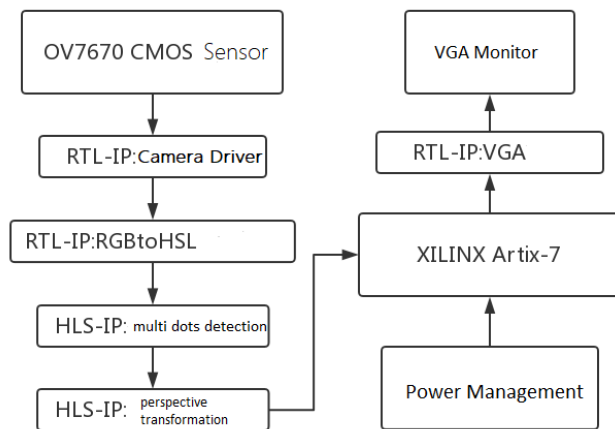 OV7670 CMOS Sensor
RTL-IP:Camera Driver
RTL-IP:RGBtoHSL
HLS-IP: multi dots detection
HLS-IP: perspective
transformation
VGA Monitor
RTL-IP:VGA
XILINX Artix-7
Power Management